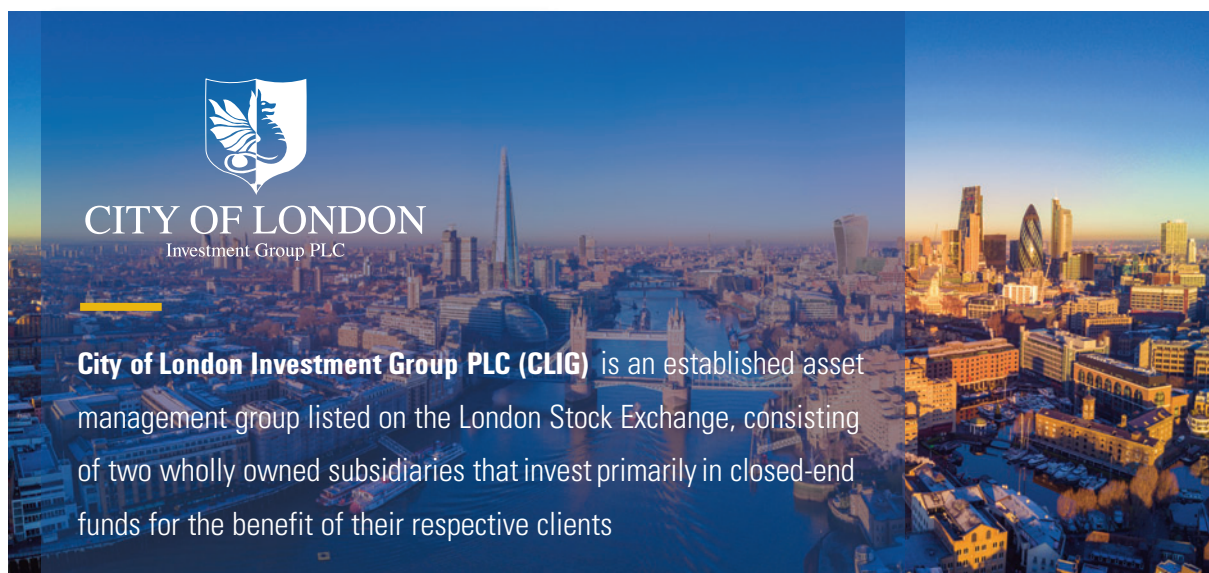 CITY OF LONDON
Investment Group PLC
City of London Investment Group PLC (CLIG) is an established asset
management group listed on the London Stock Exchange, consisting
of two wholly owned subsidiaries that invest primarily in closed-end
funds for the benefit of their respective clients